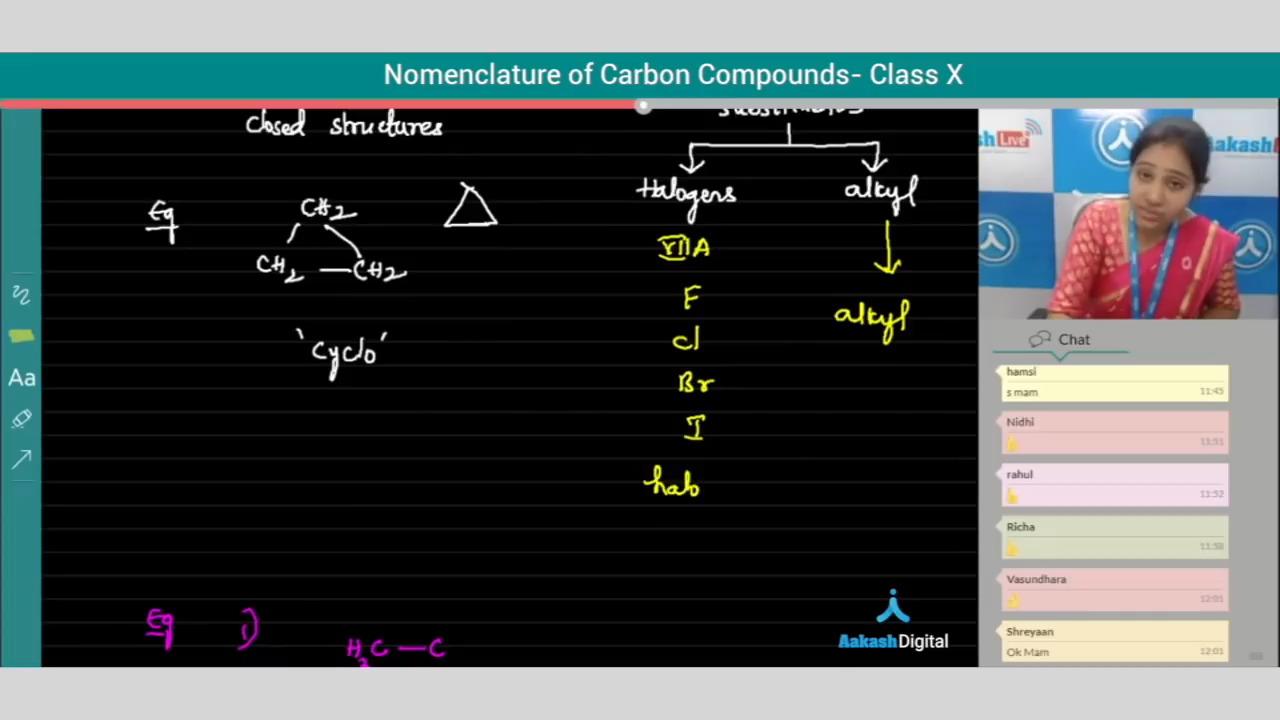 Nomenclature of Carbon Compounds- Class X
Closed structures
Eg
CH2
CH2 — CH2
'Cyclo'
Halogens
alkyl
VIIA
F
Cl
Br
I
halo
alkyl
Eg 1)
H3C — C
AakashDigital
Aa
Chat
hamsi
s mam 11:45
Nidhi
11:51
rahul
11:52
Richa
11:58
Vasundhara
12:01
Shreyaan
Ok Mam 12:01